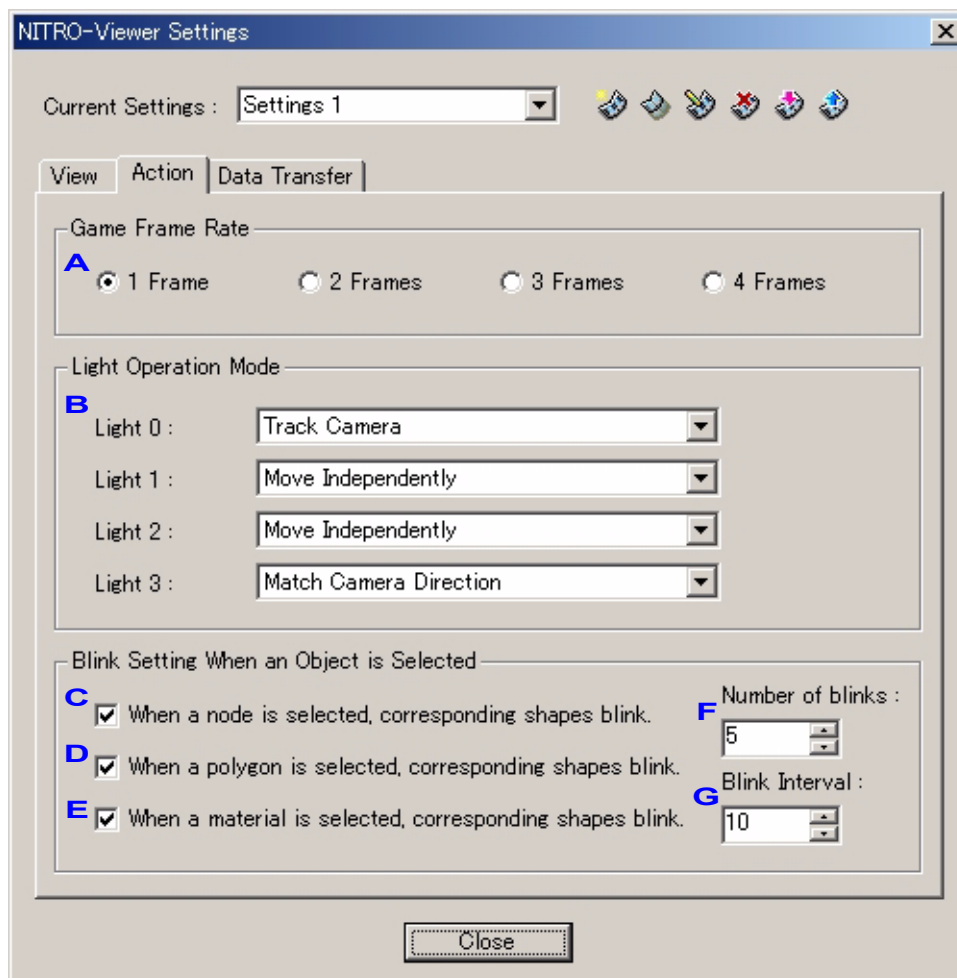 NITRO-Viewer Settings
Current Settings : Settings 1
View Action Data Transfer
Game Frame Rate
A
1 Frame 2 Frames 3 Frames 4 Frames
Light Operation Mode
B
Light 0 : Track Camera
Light 1 : Move Independently
Light 2 : Move Independently
Light 3 : Match Camera Direction
Blink Setting When an Object is Selected
C When a node is selected, corresponding shapes blink.
D When a polygon is selected, corresponding shapes blink.
E When a material is selected, corresponding shapes blink.
Number of blinks :
F 5
Blink Interval :
G 10
Close